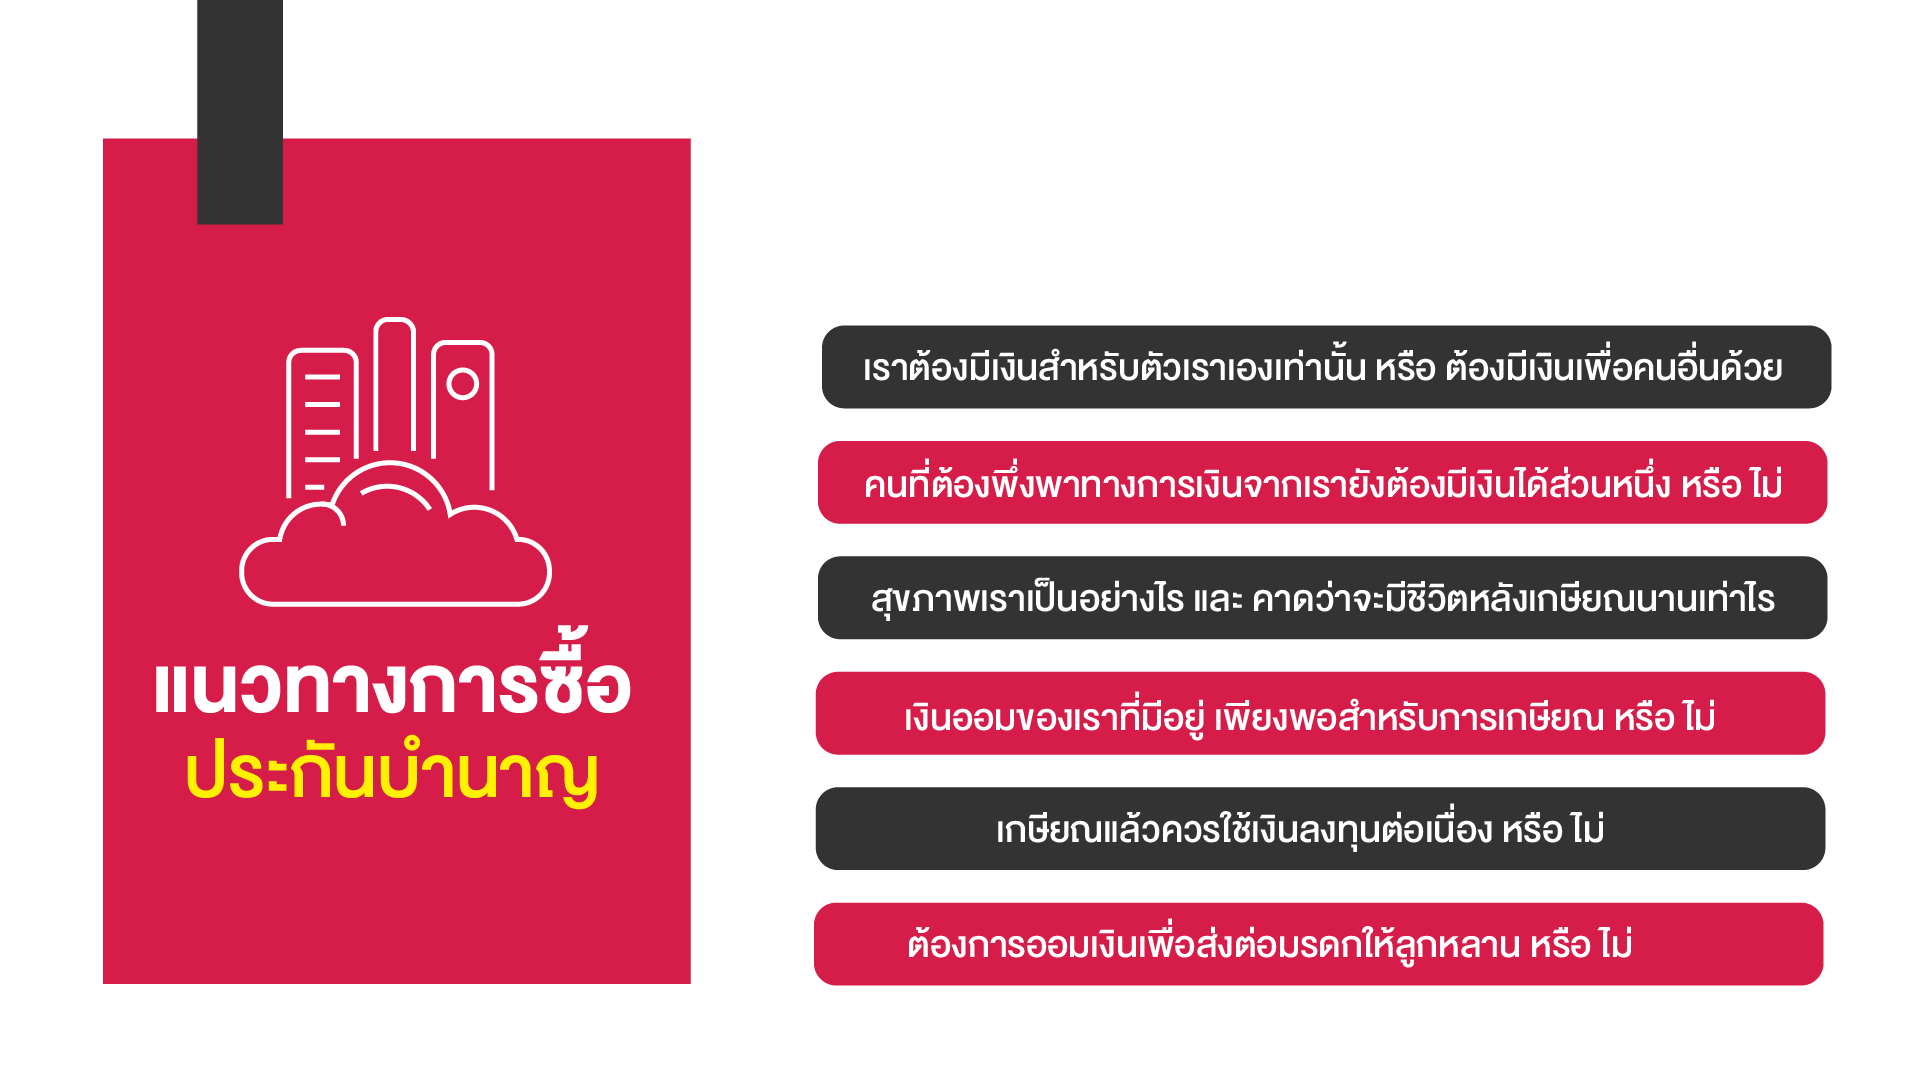 แนวทางการซื้อ
ประกันบำนาญ
เราต้องมีเงินสำหรับตัวเราเองเท่านั้น หรือ ต้องมีเงินเพื่อคนอื่นด้วย
คนที่ต้องพึ่งพาทางการเงินจากเรายังต้องมีเงินได้ส่วนหนึ่ง หรือ ไม่
สุขภาพเราเป็นอย่างไร และ คาดว่าจะมีชีวิตหลังเกษียณนานเท่าไร
เงินออมของเราที่มีอยู่ เพียงพอสำหรับการเกษียณ หรือ ไม่
เกษียณแล้วควรใช้เงินลงทุนต่อเนื่อง หรือ ไม่
ต้องการออมเงินเพื่อส่งต่อมรดกให้ลูกหลาน หรือ ไม่